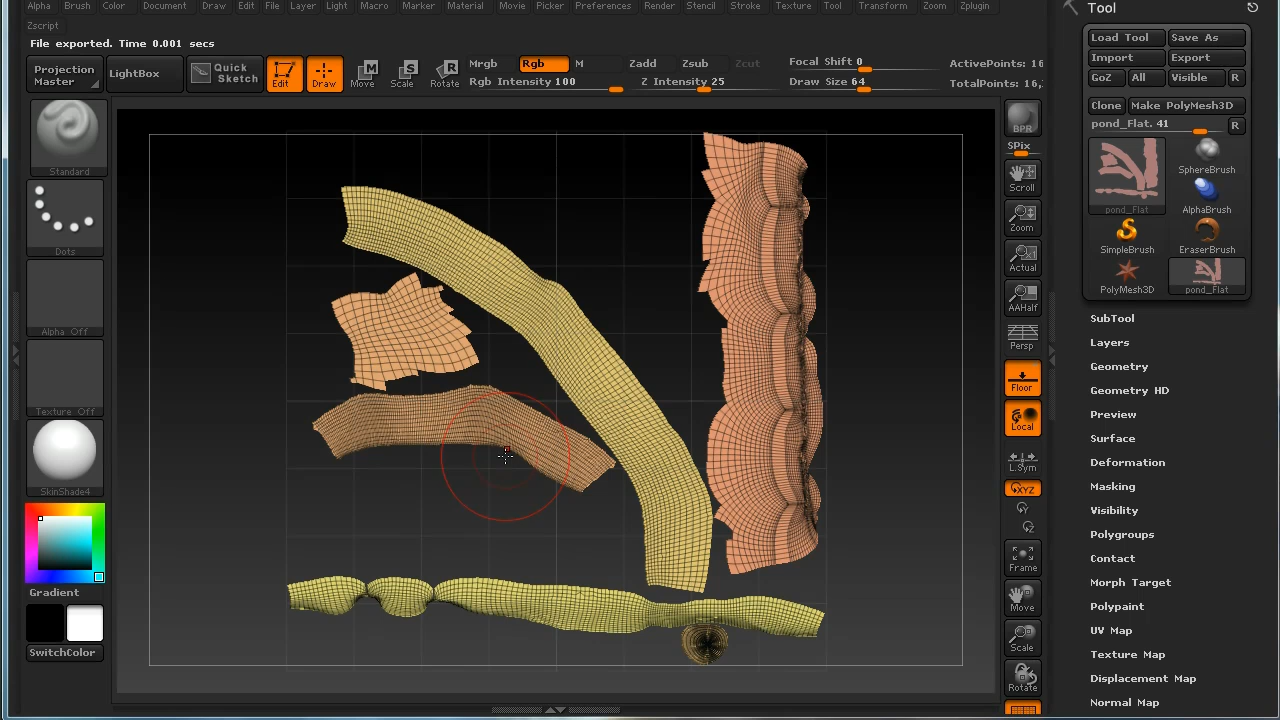 Alpha Brush Color Document Draw Edit File Layer Light Macro Marker Material Movie Picker Preferences Render Stencil Stroke Texture Tool Transform Zoom Zplugin
Zscript
File exported. Time 0.001 secs
Projection Master
LightBox
Quick Sketch
Edit
Draw
Move
Scale
Rotate
Mrgb Rgb M
Rgb Intensity 100
Zadd Zsub Zcut
Z Intensity 25
Focal Shift 0
Draw Size 64
ActivePoints: 16
TotalPoints: 16,
Standard
Dots
Alpha Off
Texture Off
SkinShade4
Gradient
SwitchColor
BPR
SPix
Scroll
Zoom
Actual
AAHalf
Persp
Floor
Local
L.Sym
XYZ
Y
Z
Frame
Move
Scale
Rotate
Tool
Load Tool Save As
Import Export
GoZ All Visible R
Clone Make PolyMesh3D
pond_Flat. 41 R
pond_Flat
SphereBrush
AlphaBrush
SimpleBrush
EraserBrush
PolyMesh3D
pond_Flat
SubTool
Layers
Geometry
Geometry HD
Preview
Surface
Deformation
Masking
Visibility
Polygroups
Contact
Morph Target
Polypaint
UV Map
Texture Map
Displacement Map
Normal Map